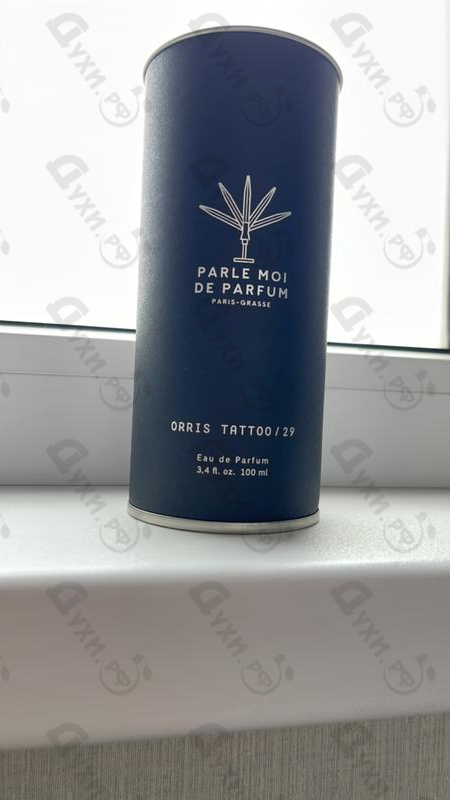 PARLE MOI
DE PARFUM
PARIS-GRASSE
ORRIS TATTOO/29
Eau de Parfum
3,4 fl. oz. 100 ml
Духи.рф